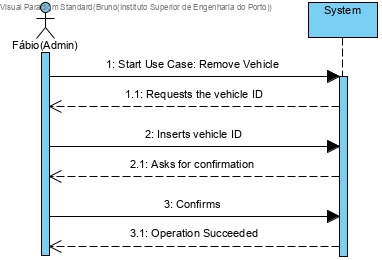 Visual Paradigm Standard(Bruno(Instituto Superior de Engenharia do Porto))
System
Fábio(Admin)
1: Start Use Case: Remove Vehicle
1.1: Requests the vehicle ID
2: Inserts vehicle ID
2.1: Asks for confirmation
3: Confirms
3.1: Operation Succeeded